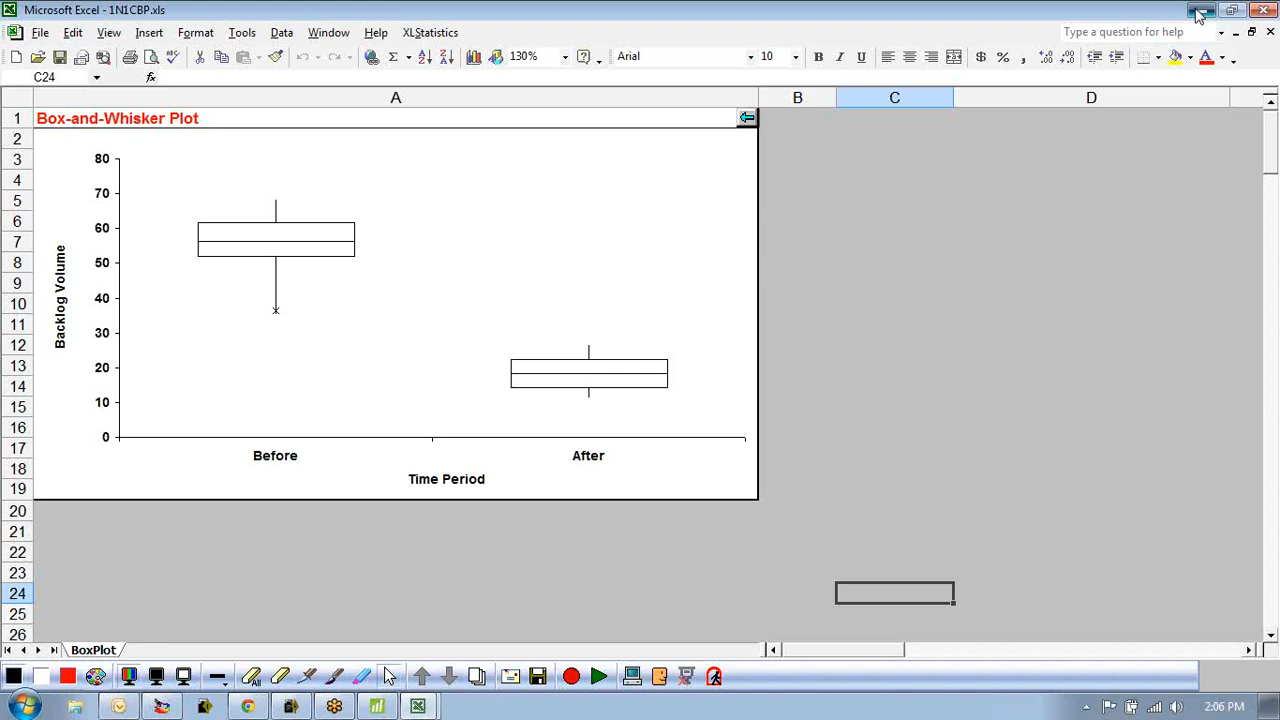 Microsoft Excel - 1N1CBP.xls
File Edit View Insert Format Tools Data Window Help XLStatistics
Type a question for help
130%
Arial
10
B I U
$ %
C24
fx
A B C D
1 Box-and-Whisker Plot
2
3
4
5
6
7
8
9
10
11
12
13
14
15
16
17
18
19
20
21
22
23
24
25
26
80
70
60
50
40
30
20
10
0
Backlog Volume
Before After
Time Period
BoxPlot
2:06 PM